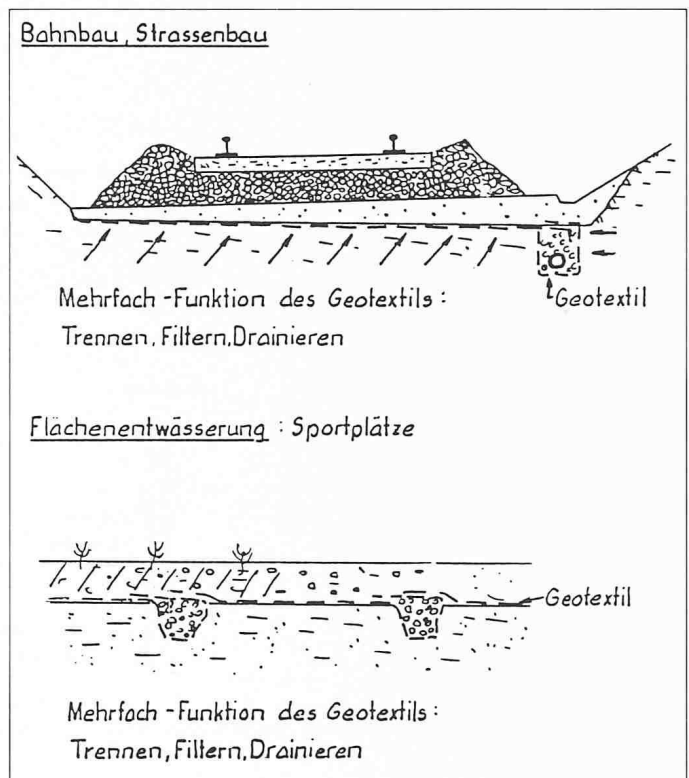 Bahnbau, Strassenbau
Mehrfach-Funktion des Geotextils:
Trennen, Filtern, Drainieren
Geotextil
Flächenentwässerung : Sportplätze
Geotextil
Mehrfach-Funktion des Geotextils:
Trennen, Filtern, Drainieren